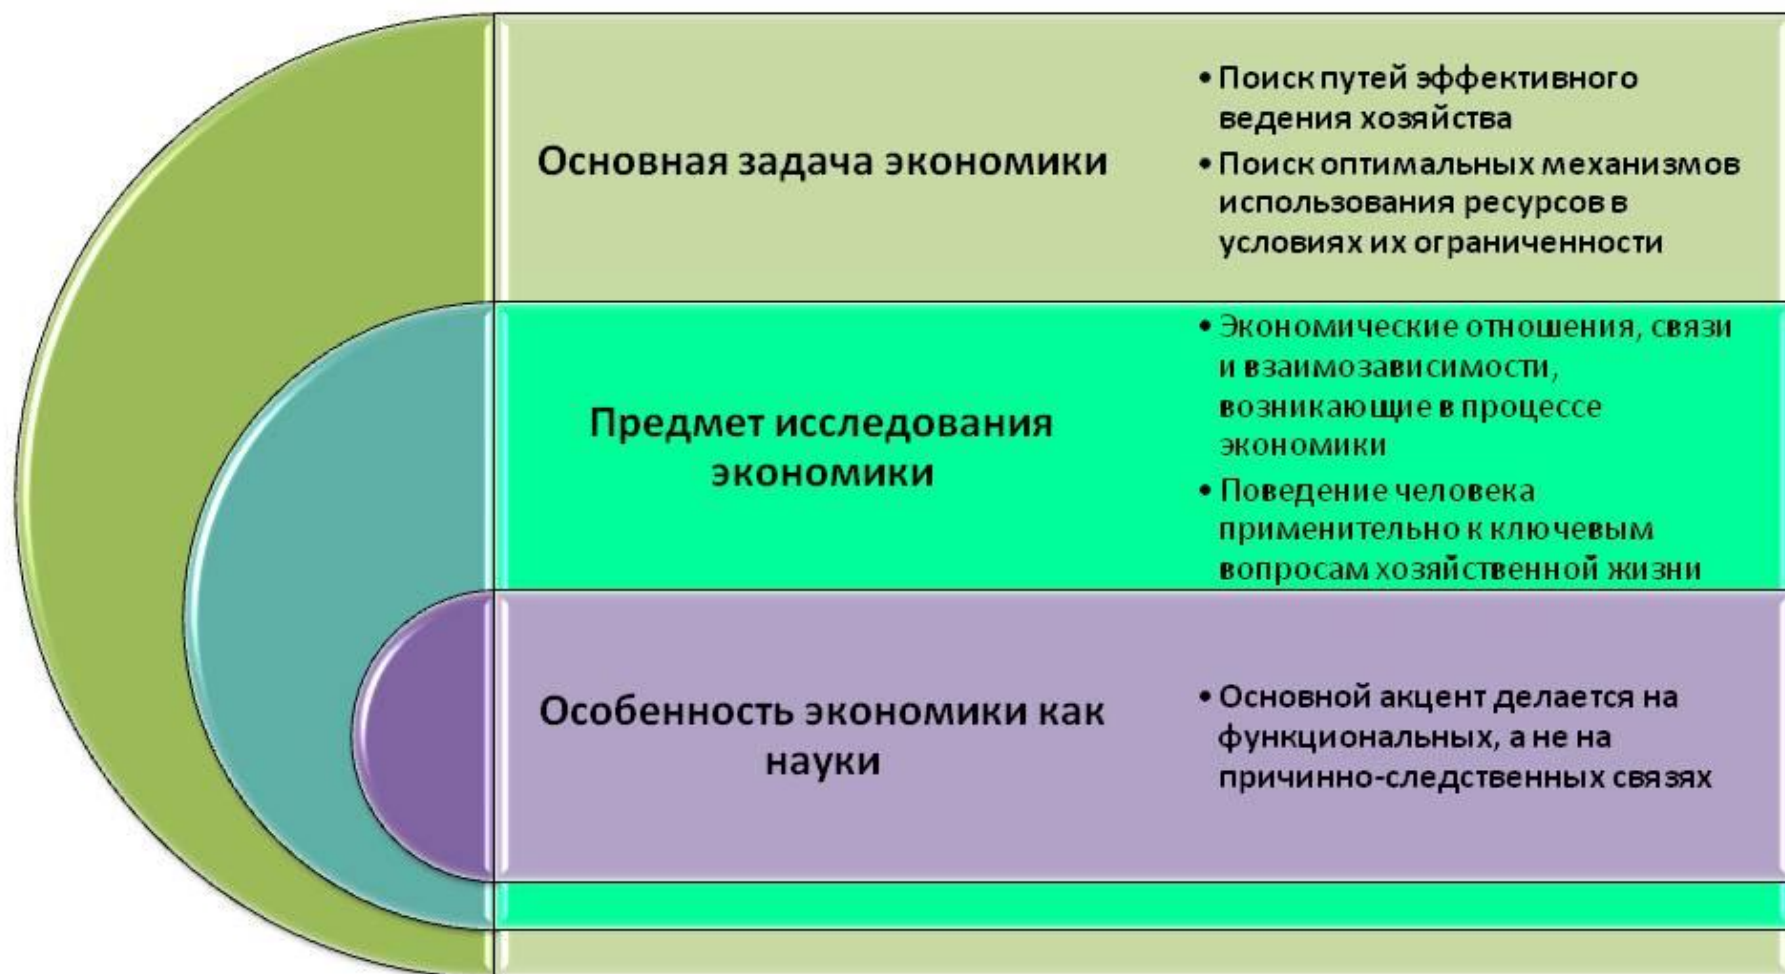 Основная задача экономики
• Поиск путей эффективного
ведения хозяйства
• Поиск оптимальных механизмов
использования ресурсов в
условиях их ограниченности
Предмет исследования
экономики
• Экономические отношения, связи
и взаимозависимости,
возникающие в процессе
экономики
• Поведение человека
применительно к ключевым
вопросам хозяйственной жизни
Особенность экономики как
науки
• Основной акцент делается на
функциональных, а не на
причинно-следственных связях